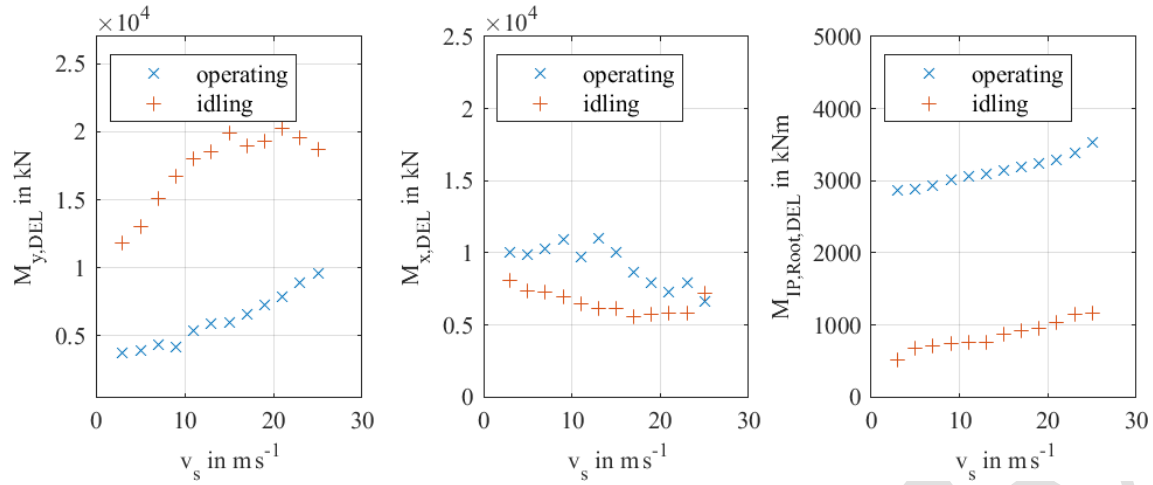 ×10⁴
2.5
2
1.5
1
0.5
0 10 20 30
operating
idling
M_y,DEL in kN
v_s in m s⁻¹
×10⁴
2.5
2
1.5
1
0.5
0
0 10 20 30
operating
idling
M_x,DEL in kN
v_s in m s⁻¹
5000
4000
3000
2000
1000
0
0 10 20 30
operating
idling
M_IP,Root,DEL in kNm
v_s in m s⁻¹